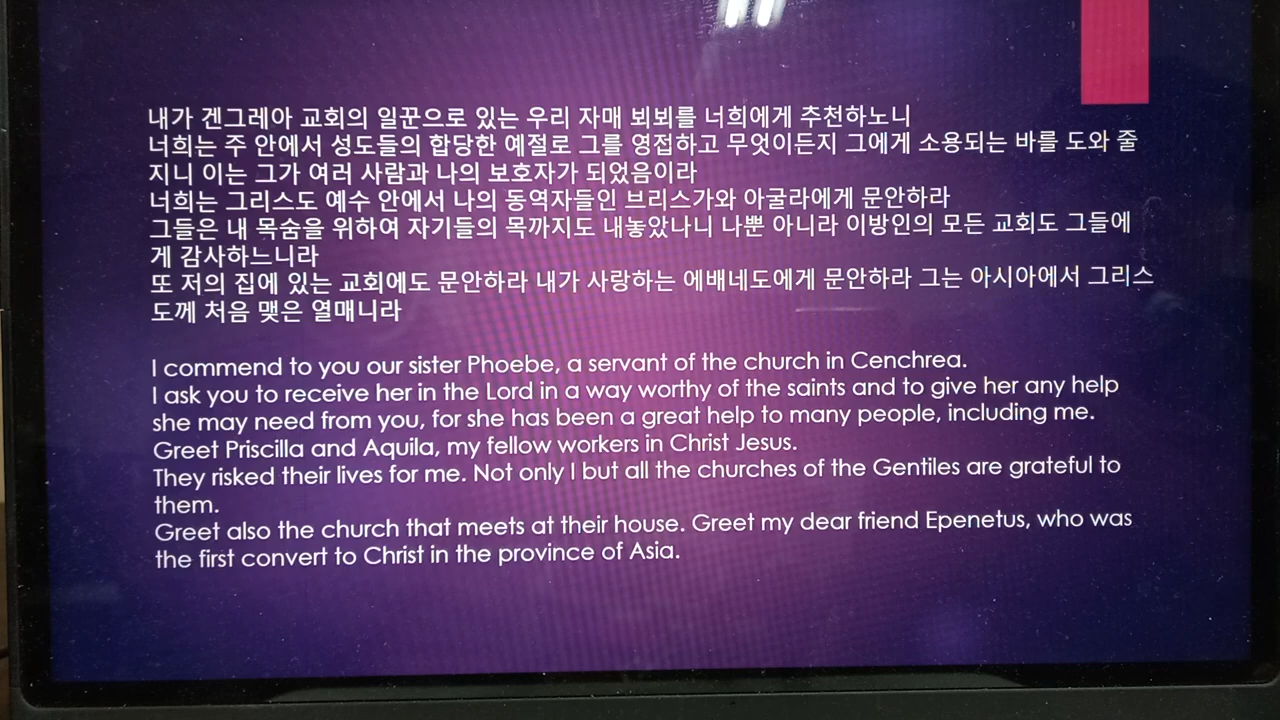 내가 겐그레아 교회의 일꾼으로 있는 우리 자매 뵈뵈를 너희에게 추천하노니
너희는 주 안에서 성도들의 합당한 예절로 그를 영접하고 무엇이든지 그에게 소용되는 바를 도와 줄
지니 이는 그가 여러 사람과 나의 보호자가 되었음이라
너희는 그리스도 예수 안에서 나의 동역자들인 브리스가와 아굴라에게 문안하라
그들은 내 목숨을 위하여 자기들의 목까지도 내놓았나니 나뿐 아니라 이방인의 모든 교회도 그들에
게 감사하느니라
또 저의 집에 있는 교회에도 문안하라 내가 사랑하는 에배네도에게 문안하라 그는 아시아에서 그리스
도께 처음 맺은 열매니라
I commend to you our sister Phoebe, a servant of the church in Cenchrea.
I ask you to receive her in the Lord in a way worthy of the saints and to give her any help
she may need from you, for she has been a great help to many people, including me.
Greet Priscilla and Aquila, my fellow workers in Christ Jesus.
They risked their lives for me. Not only I but all the churches of the Gentiles are grateful to
them.
Greet also the church that meets at their house. Greet my dear friend Epenetus, who was
the first convert to Christ in the province of Asia.